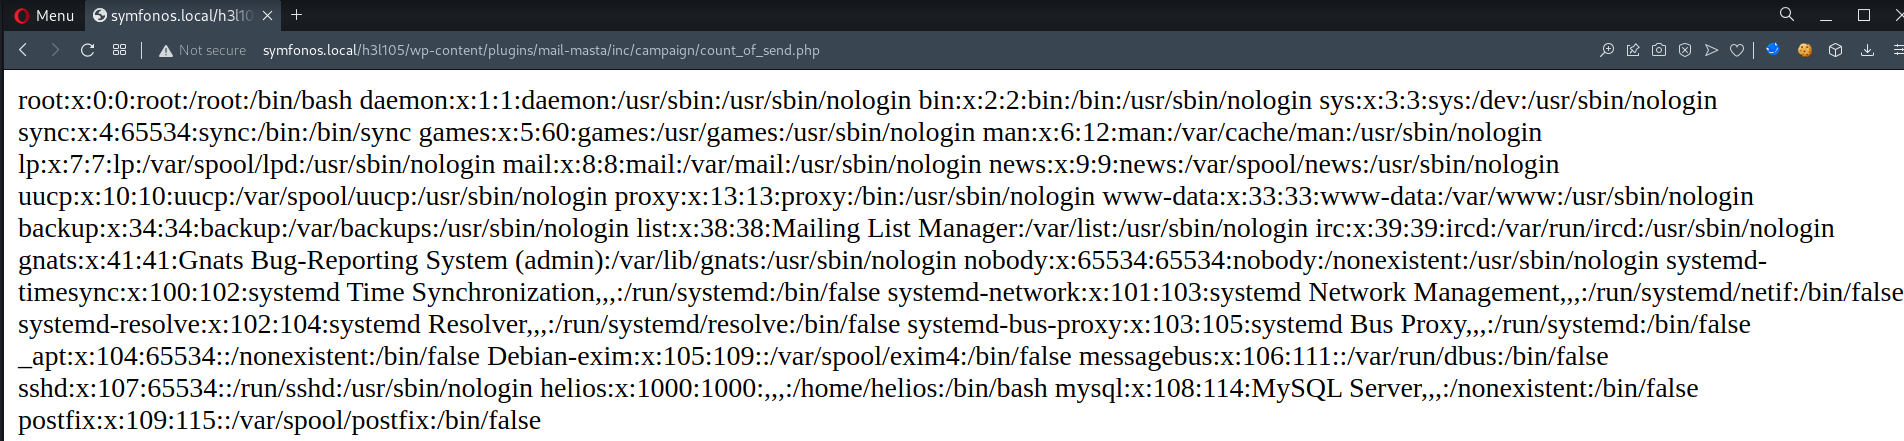 Menu symfonos.local/h3l10
Not secure symfonos.local/h3l105/wp-content/plugins/mail-masta/inc/campaign/count_of_send.php
root:x:0:0:root:/root:/bin/bash daemon:x:1:1:daemon:/usr/sbin:/usr/sbin/nologin bin:x:2:2:bin:/bin:/usr/sbin/nologin sys:x:3:3:sys:/dev:/usr/sbin/nologin
sync:x:4:65534:sync:/bin:/bin/sync games:x:5:60:games:/usr/games:/usr/sbin/nologin man:x:6:12:man:/var/cache/man:/usr/sbin/nologin
lp:x:7:7:lp:/var/spool/lpd:/usr/sbin/nologin mail:x:8:8:mail:/var/mail:/usr/sbin/nologin news:x:9:9:news:/var/spool/news:/usr/sbin/nologin
uucp:x:10:10:uucp:/var/spool/uucp:/usr/sbin/nologin proxy:x:13:13:proxy:/bin:/usr/sbin/nologin www-data:x:33:33:www-data:/var/www:/usr/sbin/nologin
backup:x:34:34:backup:/var/backups:/usr/sbin/nologin list:x:38:38:Mailing List Manager:/var/list:/usr/sbin/nologin irc:x:39:39:ircd:/var/run/ircd:/usr/sbin/nologin
gnats:x:41:41:Gnats Bug-Reporting System (admin):/var/lib/gnats:/usr/sbin/nologin nobody:x:65534:65534:nobody:/nonexistent:/usr/sbin/nologin systemd-
timesync:x:100:102:systemd Time Synchronization,,,:/run/systemd:/bin/false systemd-network:x:101:103:systemd Network Management,,,:/run/systemd/netif:/bin/false
systemd-resolve:x:102:104:systemd Resolver,,,:/run/systemd/resolve:/bin/false systemd-bus-proxy:x:103:105:systemd Bus Proxy,,,:/run/systemd:/bin/false
_apt:x:104:65534::/nonexistent:/bin/false Debian-exim:x:105:109::/var/spool/exim4:/bin/false messagebus:x:106:111::/var/run/dbus:/bin/false
sshd:x:107:65534::/run/sshd:/usr/sbin/nologin helios:x:1000:1000:,,,:/home/helios:/bin/bash mysql:x:108:114:MySQL Server,,,:/nonexistent:/bin/false
postfix:x:109:115::/var/spool/postfix:/bin/false